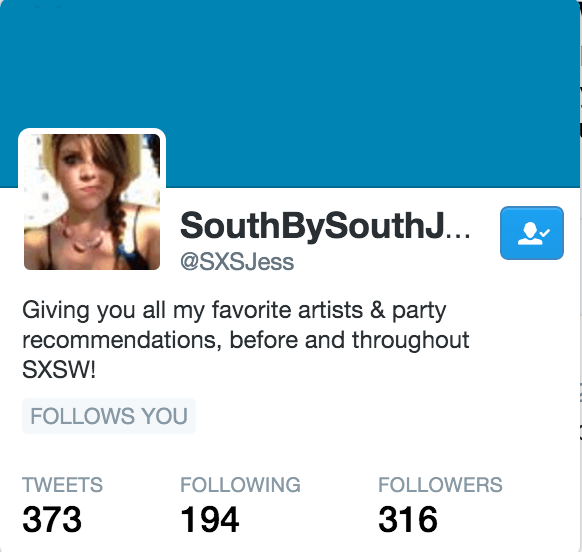 SouthBySouthJ...
@SXSJess
Giving you all my favorite artists & party
recommendations, before and throughout
SXSW!
FOLLOWS YOU
TWEETS FOLLOWING FOLLOWERS
373 194 316